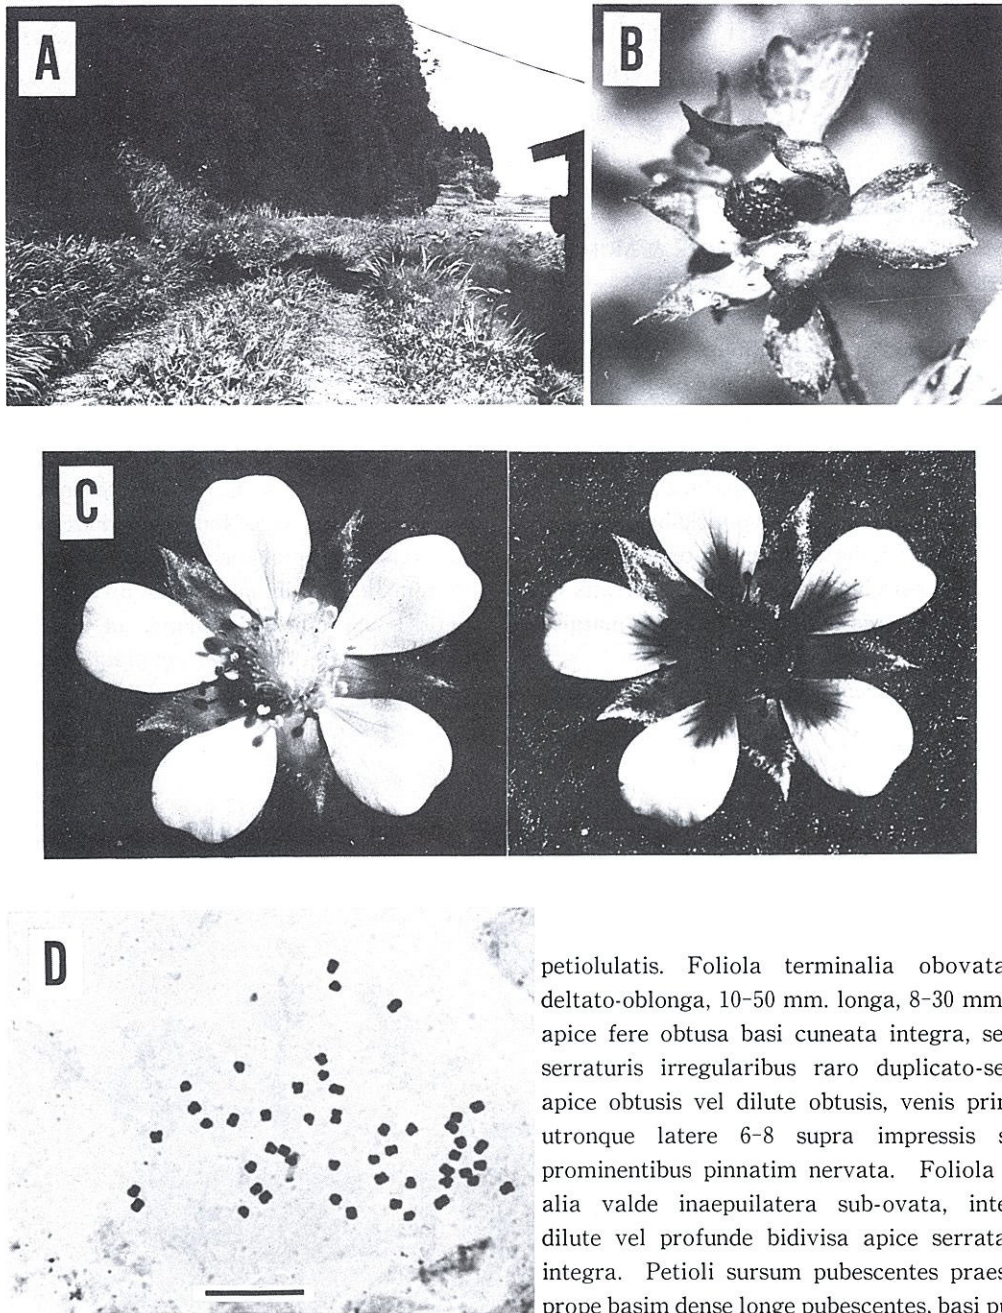 A
B
C
D
petiolulatis. Foliola terminalia obovata
deltato-oblonga, 10-50 mm. longa, 8-30 mm.
apice fere obtusa basi cuneata integra, se
serraturis irregularibus raro duplicato-se
apice obtusis vel dilute obtusis, venis prin
utronque latere 6-8 supra impressis s
prominentibus pinnatim nervata. Foliola
alia valde inaepuilatera sub-ovata, inte
dilute vel profunde bidivisa apice serrata
integra. Petioli sursum pubescentes praes
prope basim dense longe pubescentes, basi